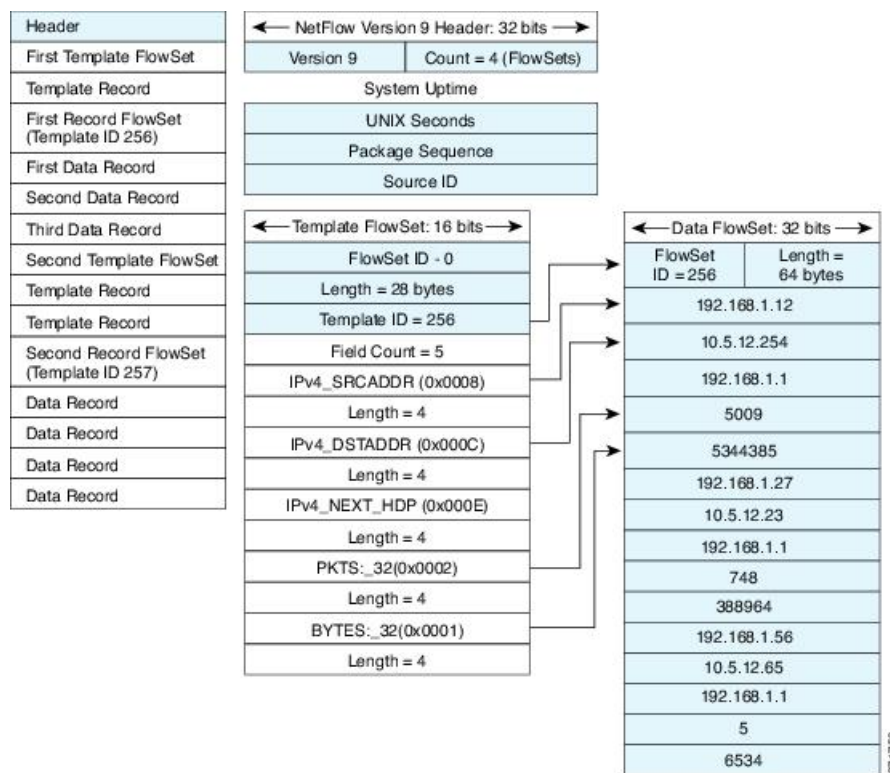 Header
First Template FlowSet
Template Record
First Record FlowSet
(Template ID 256)
First Data Record
Second Data Record
Third Data Record
Second Template FlowSet
Template Record
Template Record
Second Record FlowSet
(Template ID 257)
Data Record
Data Record
Data Record
Data Record
NetFlow Version 9 Header: 32 bits
Version 9
Count = 4 (FlowSets)
System Uptime
UNIX Seconds
Package Sequence
Source ID
Template FlowSet: 16 bits
FlowSet ID - 0
Length = 28 bytes
Template ID = 256
Field Count = 5
IPv4_SRCADDR (0x0008)
Length = 4
IPv4_DSTADDR (0x000C)
Length = 4
IPv4_NEXT_HDP (0x000E)
Length = 4
PKTS:_32(0x0002)
Length = 4
BYTES:_32(0x0001)
Length = 4
Data FlowSet: 32 bits
FlowSet
ID = 256
Length =
64 bytes
192.168.1.12
10.5.12.254
192.168.1.1
5009
5344385
192.168.1.27
10.5.12.23
192.168.1.1
748
388964
192.168.1.56
10.5.12.65
192.168.1.1
5
6534